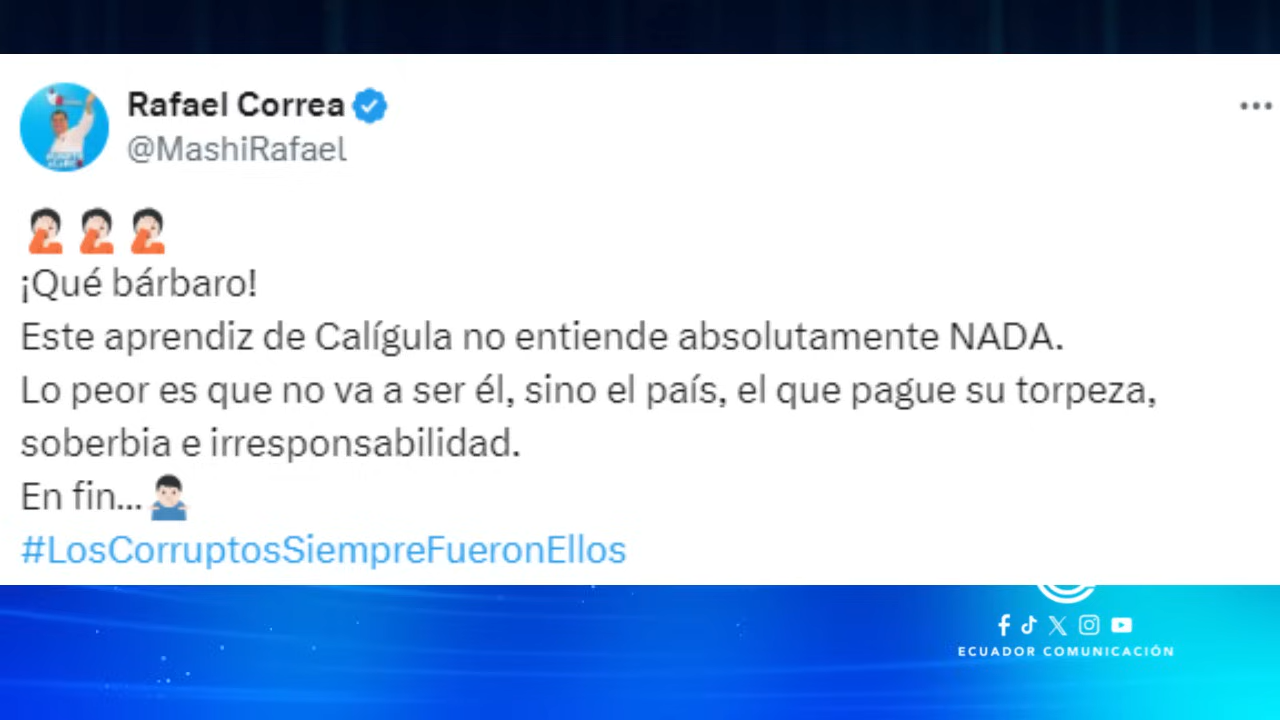 Rafael Correa
@MashiRafael
¡Qué bárbaro!
Este aprendiz de Calígula no entiende absolutamente NADA.
Lo peor es que no va a ser él, sino el país, el que pague su torpeza,
soberbia e irresponsabilidad.
En fin...
#LosCorruptosSiempreFueronEllos
ECUADOR COMUNICACIÓN